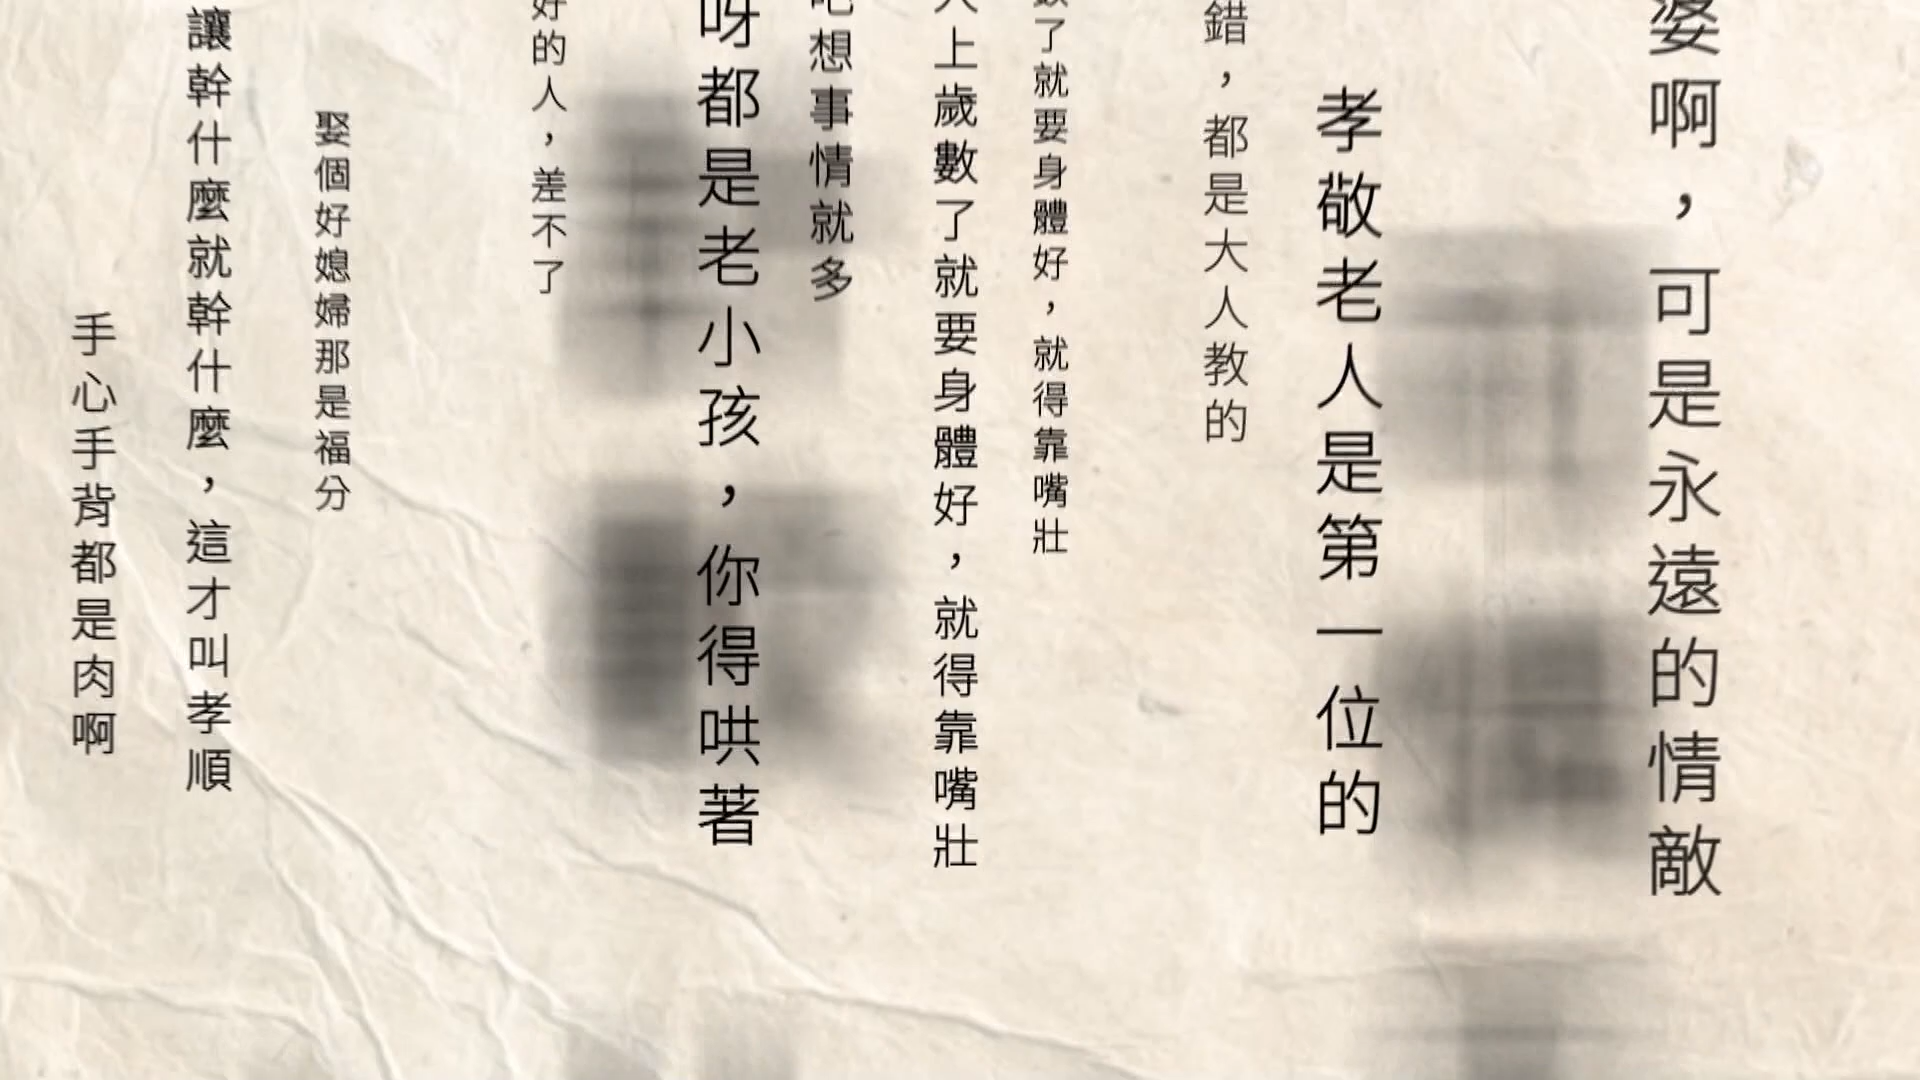 婆啊，可是永遠的情敵
孝敬老人是第一位的
錯，都是大人教的
了就要身體好，就得靠嘴壯
上歲數了就要身體好，就得靠嘴壯
想事情就多
呀都是老小孩，你得哄著
好的人，差不了
娶個好媳婦那是福分
讓幹什麼就幹什麼，這才叫孝順
手心手背都是肉啊